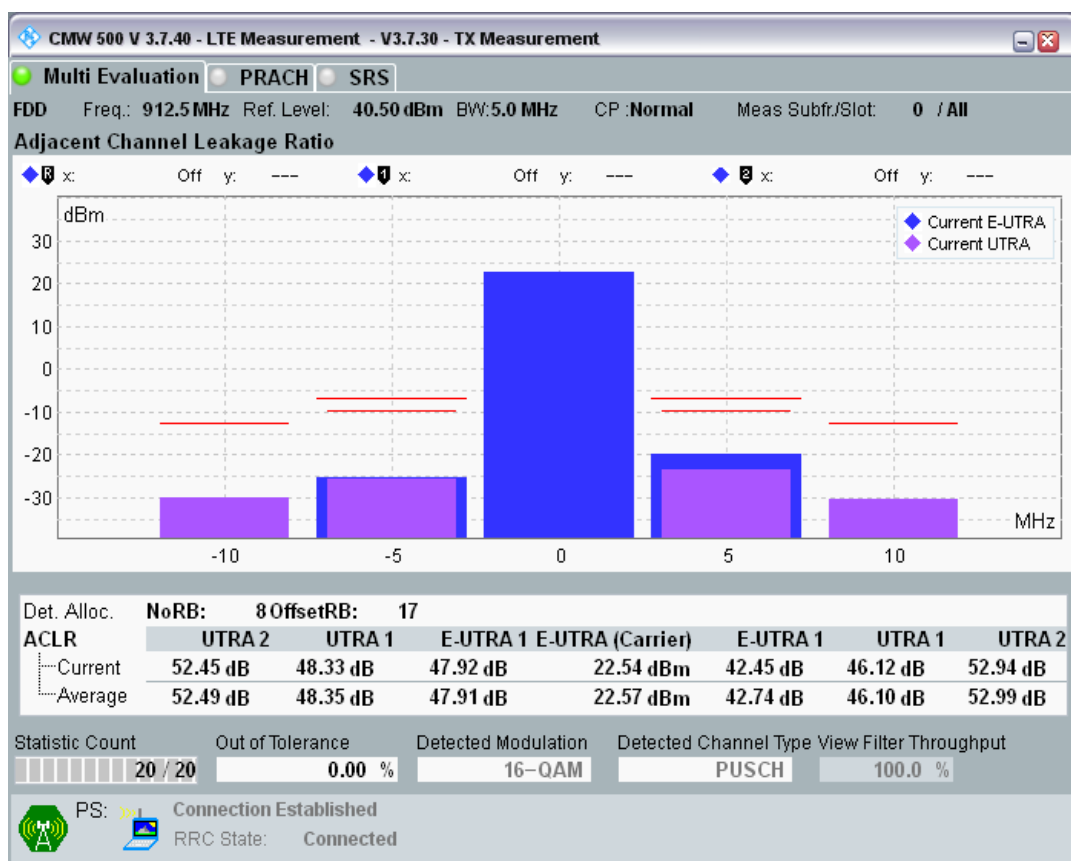 CMW 500 V 3.7.40 - LTE Measurement - V3.7.30 - TX Measurement
Multi Evaluation PRACH SRS
FDD Freq.: 912.5 MHz Ref. Level: 40.50 dBm BW:5.0 MHz CP :Normal Meas Subfr./Slot: 0 / All
Adjacent Channel Leakage Ratio
R x: Off y: --- 1 x: Off y: --- 2 x: Off y: ---
dBm
Current E-UTRA
Current UTRA
30
20
10
0
-10
-20
-30
MHz
-10 -5 0 5 10
Det. Alloc. NoRB: 8 OffsetRB: 17
ACLR UTRA 2 UTRA 1 E-UTRA 1 E-UTRA (Carrier) E-UTRA 1 UTRA 1 UTRA 2
Current 52.45 dB 48.33 dB 47.92 dB 22.54 dBm 42.45 dB 46.12 dB 52.94 dB
Average 52.49 dB 48.35 dB 47.91 dB 22.57 dBm 42.74 dB 46.10 dB 52.99 dB
Statistic Count Out of Tolerance Detected Modulation Detected Channel Type View Filter Throughput
20 / 20 0.00 % 16-QAM PUSCH 100.0 %
PS: Connection Established
RRC State: Connected